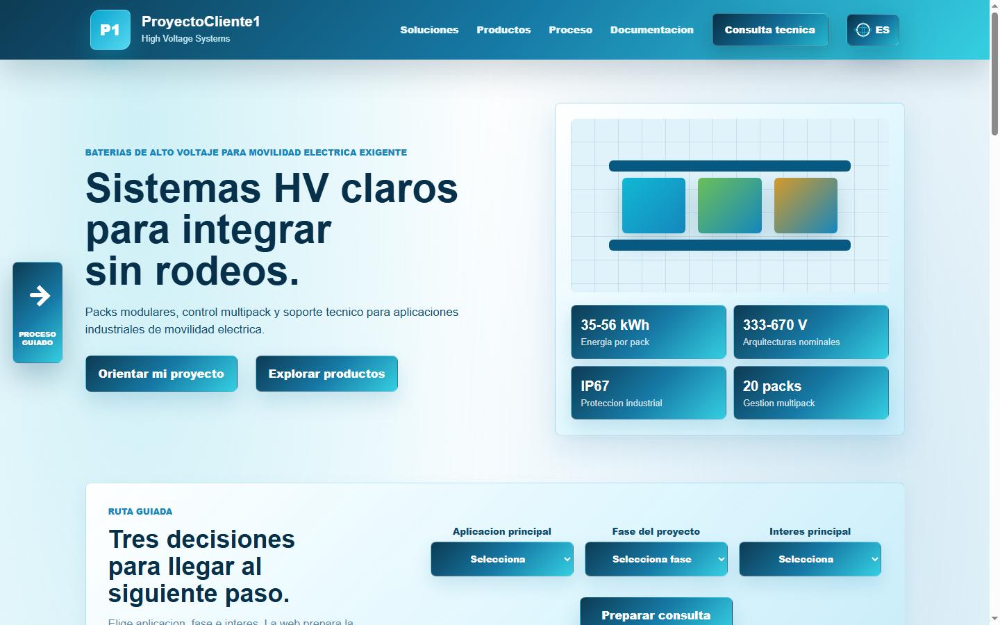 P1
ProyectoCliente1
High Voltage Systems
Soluciones
Productos
Proceso
Documentacion
Consulta tecnica
ES
BATERIAS DE ALTO VOLTAJE PARA MOVILIDAD ELECTRICA EXIGENTE
Sistemas HV claros
para integrar
sin rodeos.
Packs modulares, control multipack y soporte tecnico para aplicaciones
industriales de movilidad electrica.
Orientar mi proyecto
Explorar productos
PROCESO
GUIADO
35-56 kWh
Energia por pack
333-670 V
Arquitecturas nominales
IP67
Proteccion industrial
20 packs
Gestion multipack
RUTA GUIADA
Tres decisiones
para llegar al
siguiente paso.
Elige aplicacion, fase e interes. La web prepara la
Aplicacion principal
Selecciona
Fase del proyecto
Selecciona fase
Interes principal
Selecciona
Preparar consulta